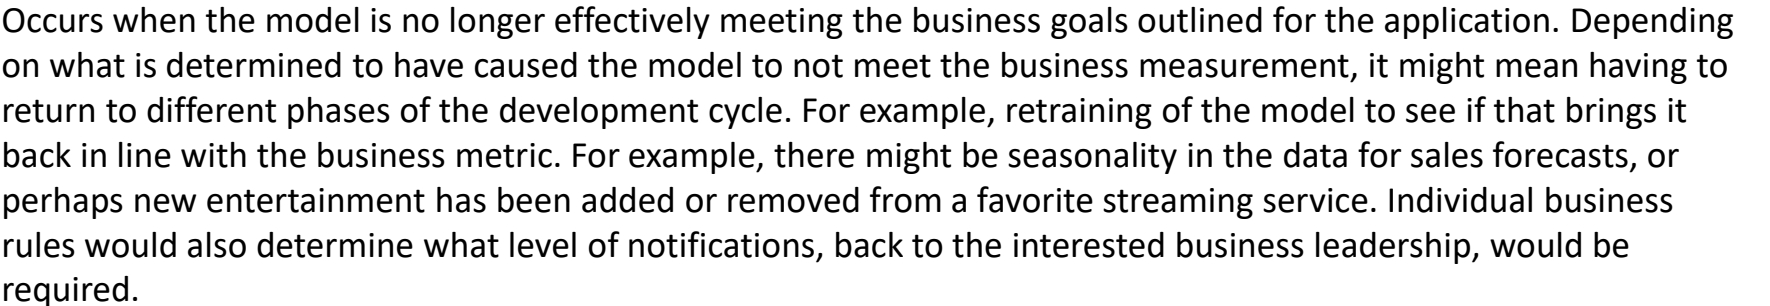 Occurs when the model is no longer effectively meeting the business goals outlined for the application. Depending
on what is determined to have caused the model to not meet the business measurement, it might mean having to
return to different phases of the development cycle. For example, retraining of the model to see if that brings it
back in line with the business metric. For example, there might be seasonality in the data for sales forecasts, or
perhaps new entertainment has been added or removed from a favorite streaming service. Individual business
rules would also determine what level of notifications, back to the interested business leadership, would be
required.